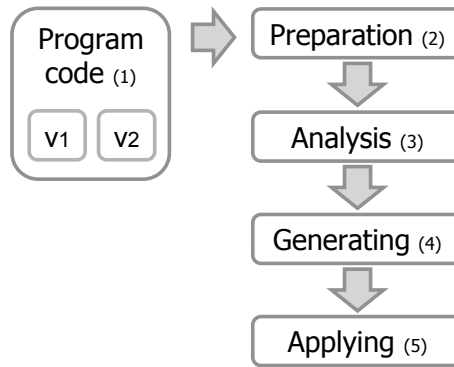 Program
code (1)
v1 v2
Preparation (2)
Analysis (3)
Generating (4)
Applying (5)